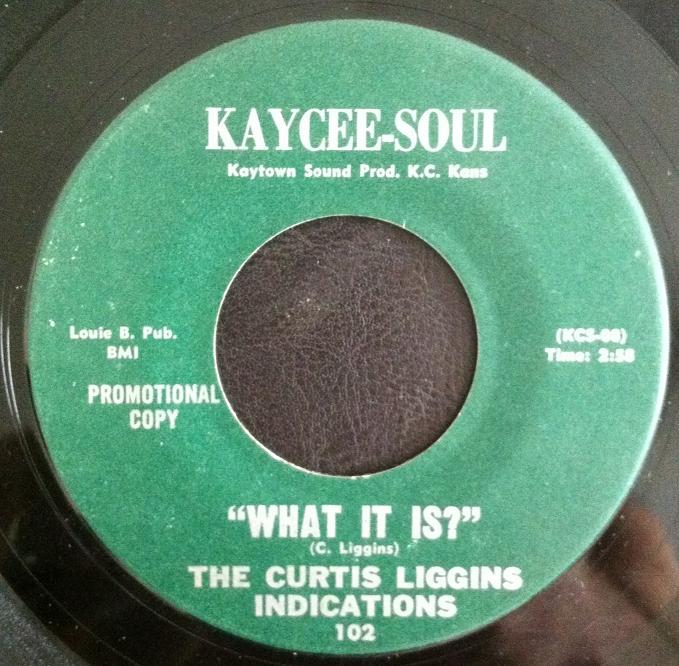 KAYCEE-SOUL
Kaytown Sound Prod. K.C. Kans
Louie B. Pub.
BMI
PROMOTIONAL
COPY
Time: 2:58
"WHAT IT IS?"
(C. Liggins)
THE CURTIS LIGGINS
INDICATIONS
102